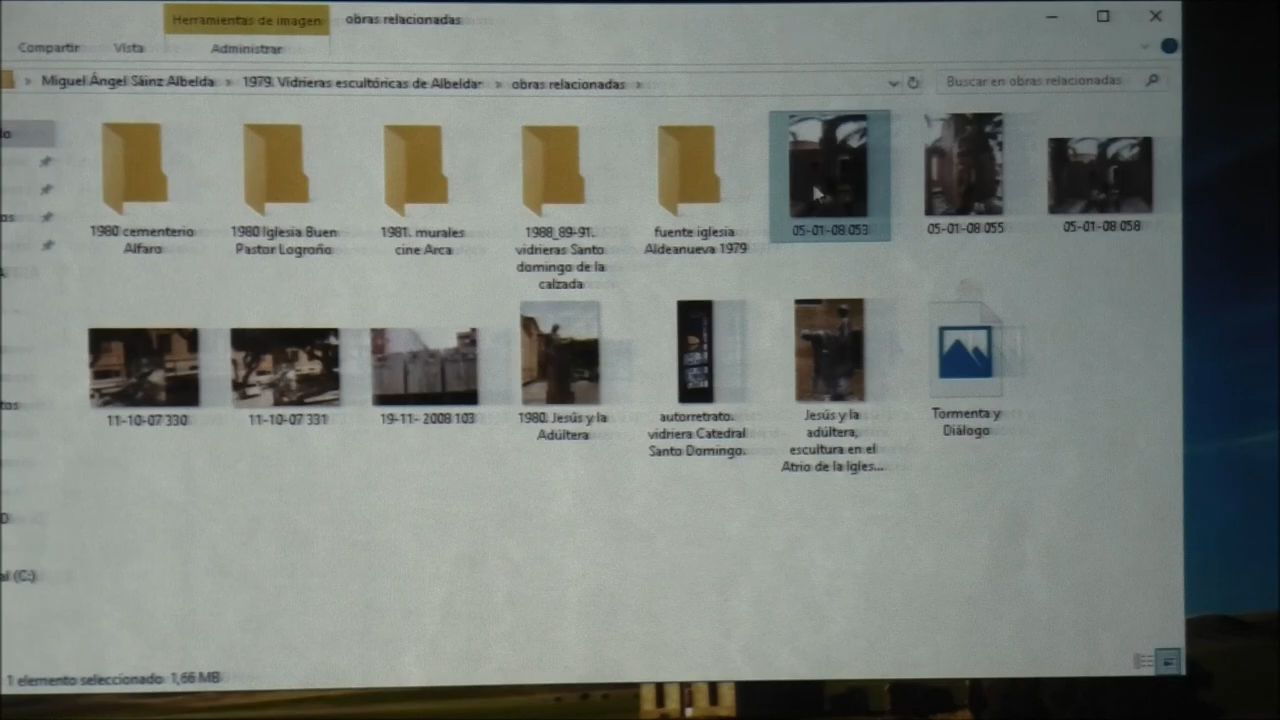 Herramientas de imagen
obras relacionadas
Compartir
Vista
Administrar
Miguel Ángel Sáinz Albelda
1979. Vidrieras escultóricas de Albelda
obras relacionadas
Buscar en obras relacionadas
1980 cementerio
Alfaro
1980 Iglesia Buen
Pastor Logroño
1981. murales
cine Arca
1988_89-91.
vidrieras Santo
domingo de la
calzada
fuente iglesia
Aldeanueva 1979
05-01-08 053
05-01-08 055
05-01-08 058
11-10-07 330
11-10-07 331
19-11- 2008 103
1980. Jesús y la
Adúltera
autorretrato.
vidriera Catedral
Santo Domingo.
Jesús y la
adúltera,
escultura en el
Atrio de la Igles...
Tormenta y
Diálogo
(C:)
1 elemento seleccionado 1,66 MB